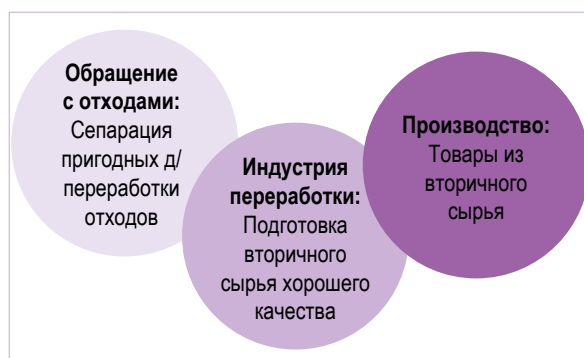 Обращение
с отходами:
Сепарация
пригодных д/
переработки
отходов
Индустрия
переработки:
Подготовка
вторичного
сырья хорошего
качества
Производство:
Товары из
вторичного
сырья